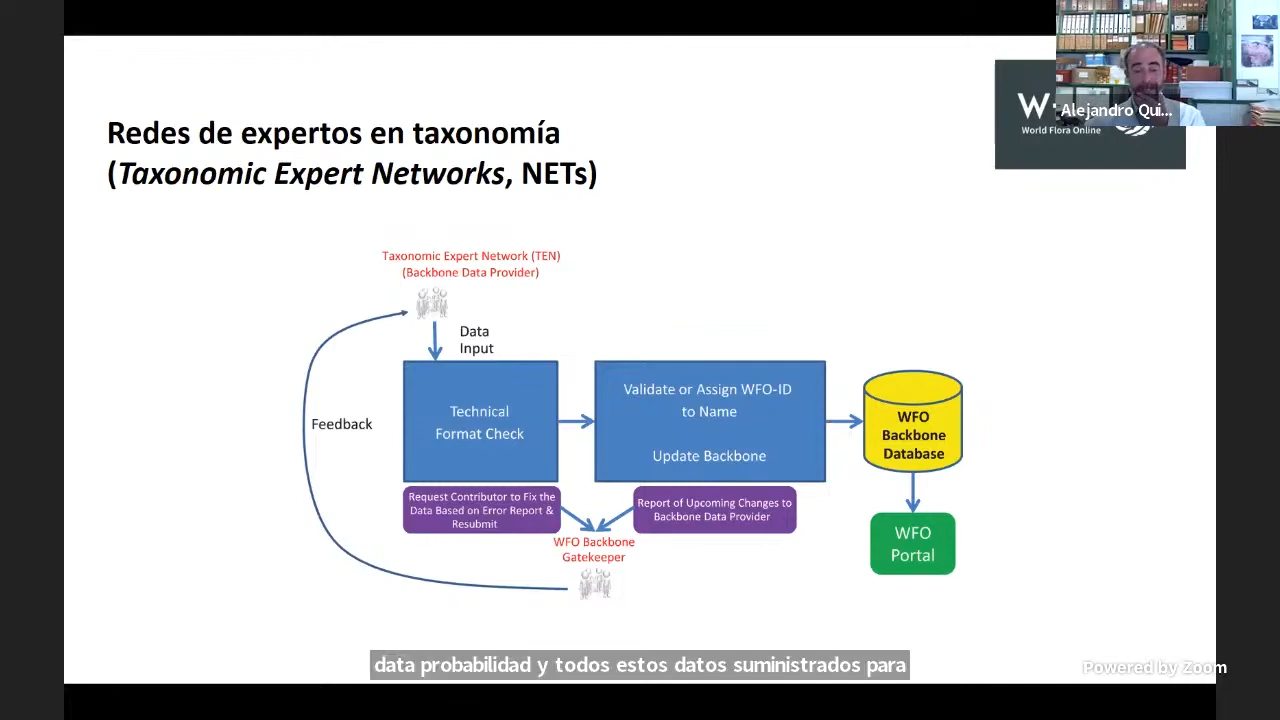 Redes de expertos en taxonomía
(Taxonomic Expert Networks, NETs)
W
World Flora Online
Alejandro Qui...
Taxonomic Expert Network (TEN)
(Backbone Data Provider)
Data
Input
Feedback
Technical
Format Check
Validate or Assign WFO-ID
to Name
Update Backbone
WFO
Backbone
Database
Request Contributor to Fix the
Data Based on Error Report &
Resubmit
Report of Upcoming Changes to
Backbone Data Provider
WFO Backbone
Gatekeeper
WFO
Portal
data probabilidad y todos estos datos suministrados para
Powered by Zoom